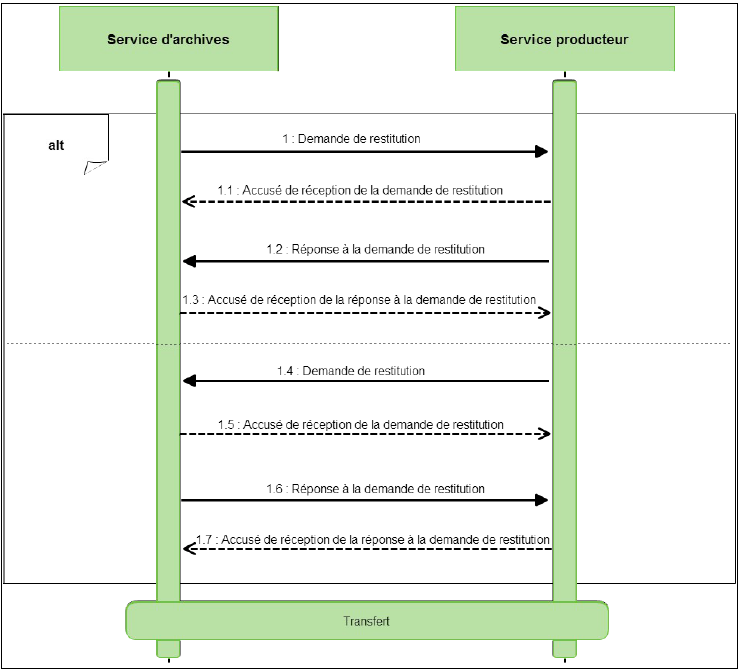 Service d'archives
Service producteur
alt
1 : Demande de restitution
1.1 : Accusé de réception de la demande de restitution
1.2 : Réponse à la demande de restitution
1.3 : Accusé de réception de la réponse à la demande de restitution
1.4 : Demande de restitution
1.5 : Accusé de réception de la demande de restitution
1.6 : Réponse à la demande de restitution
1.7 : Accusé de réception de la réponse à la demande de restitution
Transfert